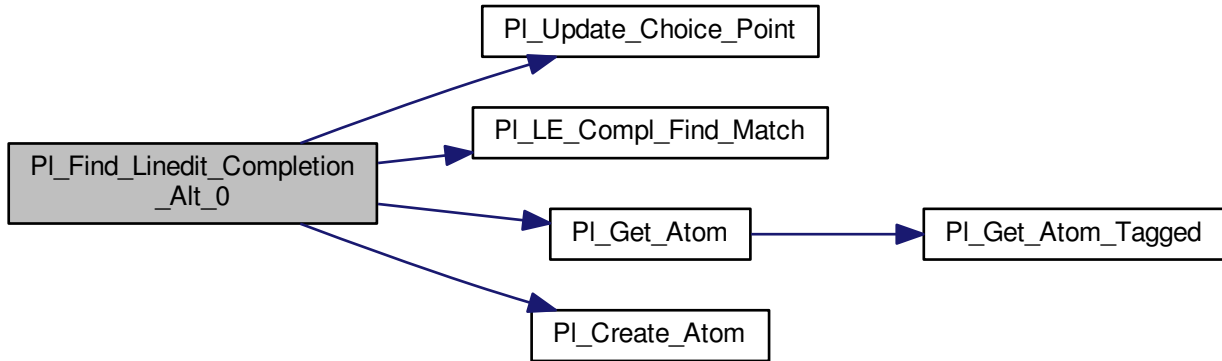 Pl_Update_Choice_Point
Pl_LE_Compl_Find_Match
Pl_Find_Linedit_Completion
_Alt_0
Pl_Get_Atom
Pl_Get_Atom_Tagged
Pl_Create_Atom